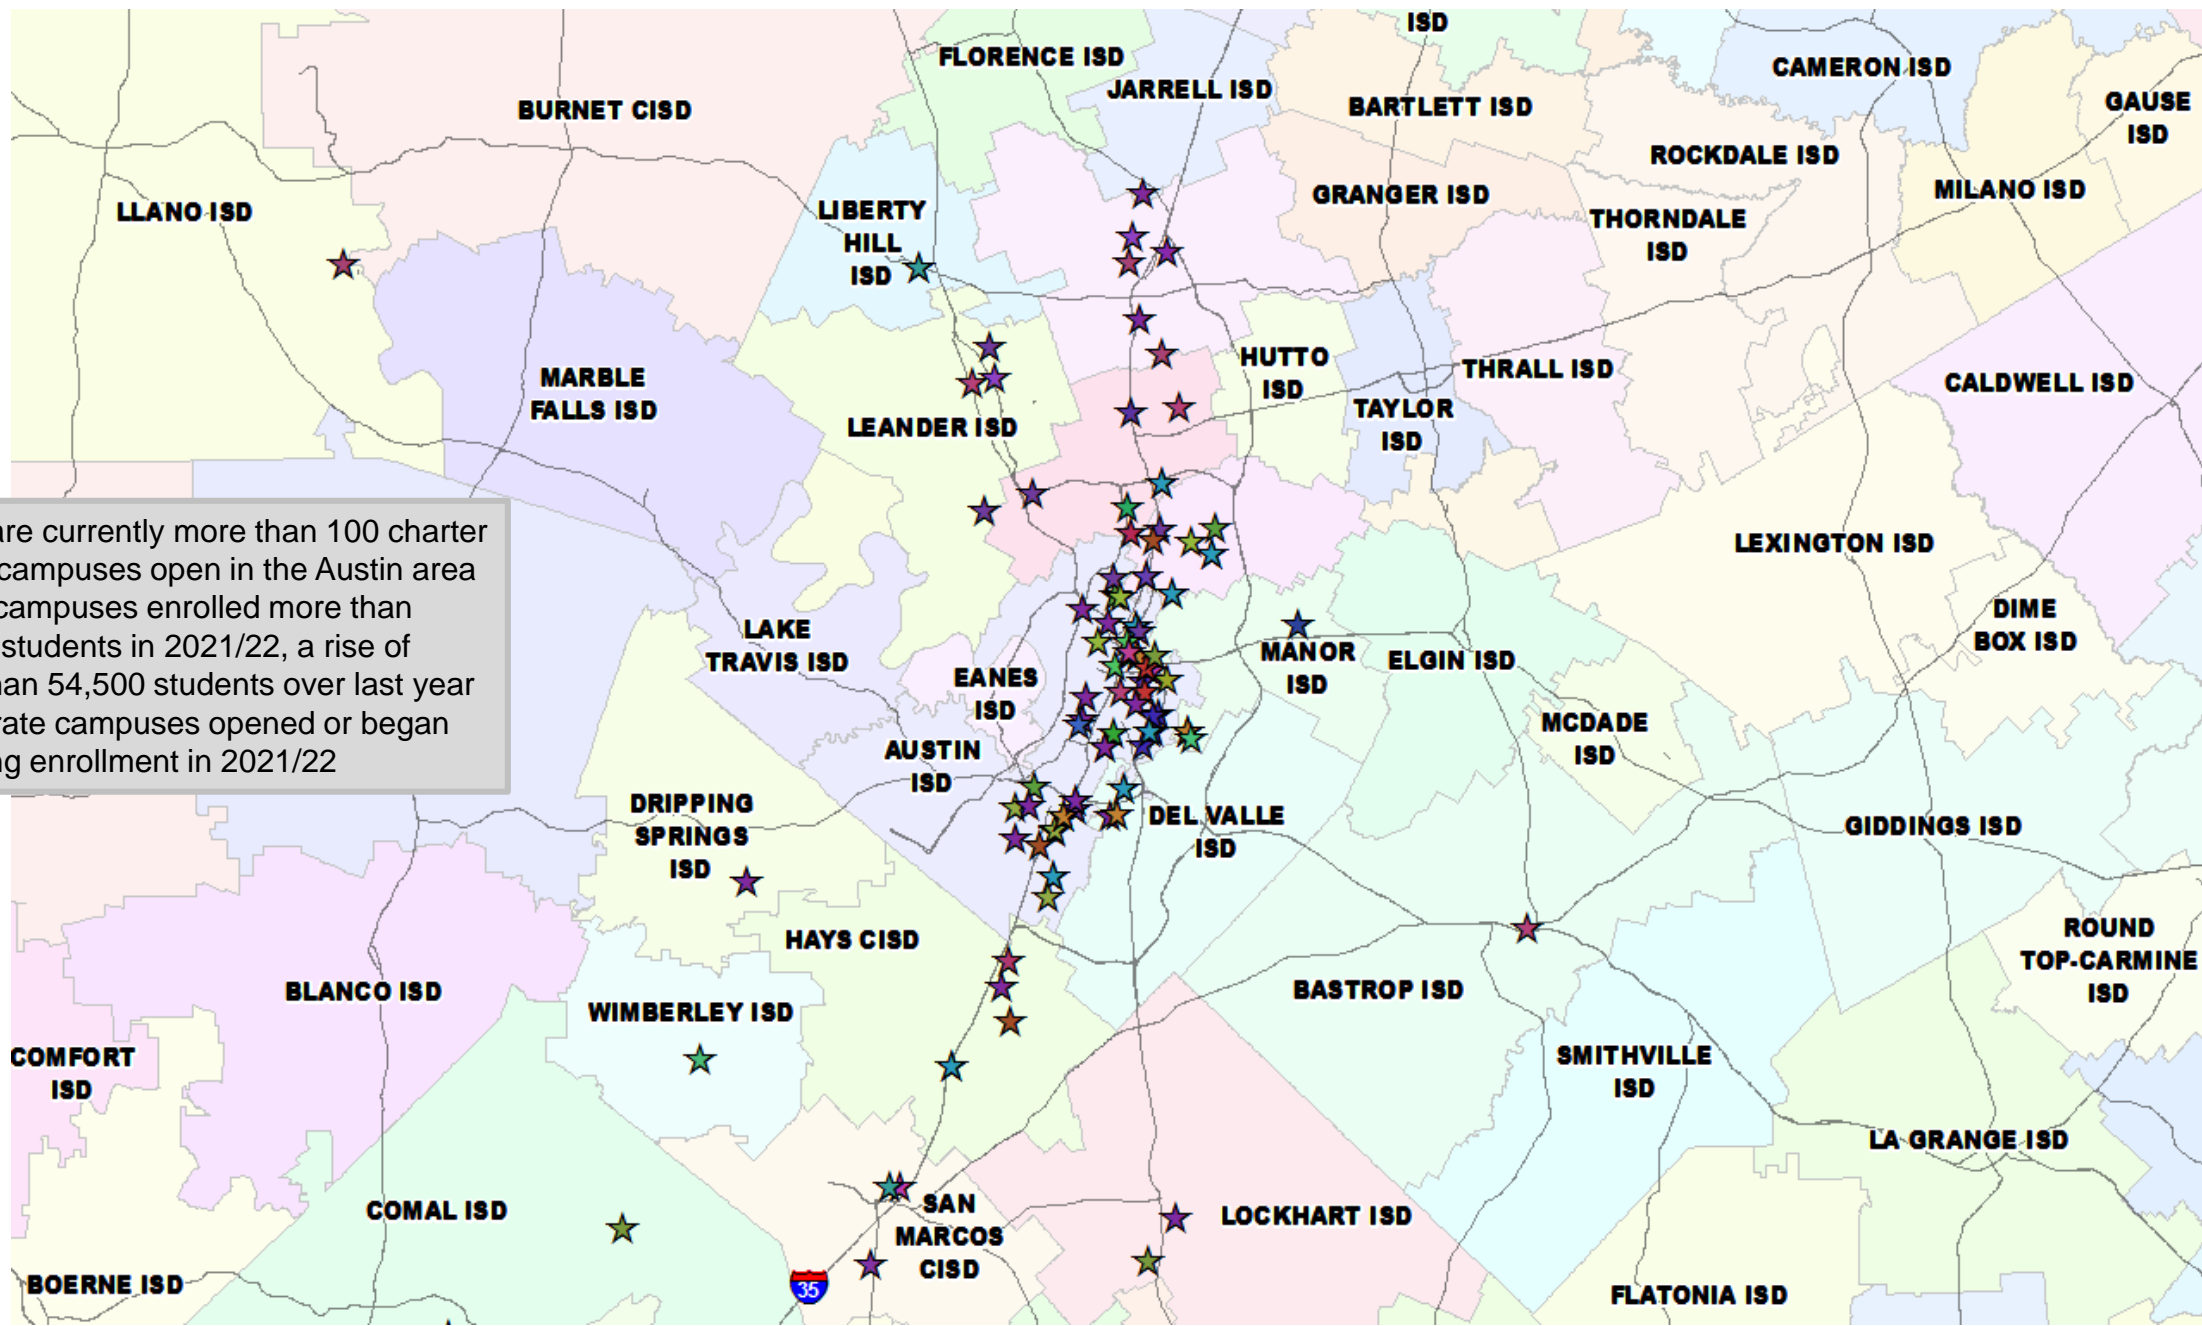 ISD
FLORENCE ISD
CAMERON ISD
JARRELL ISD
BURNET CISD
BARTLETT ISD
GAUSE
ISD
ROCKDALE ISD
GRANGER ISD
MILANO ISD
LLANO ISD
LIBERTY
HILL
ISD
THORNDALE
ISD
HUTTO
ISD
THRALL ISD
MARBLE
FALLS ISD
CALDWELL ISD
TAYLOR
ISD
LEANDER ISD
are currently more than 100 charter
campuses open in the Austin area
campuses enrolled more than
students in 2021/22, a rise of
an 54,500 students over last year
rate campuses opened or began
ng enrollment in 2021/22
LEXINGTON ISD
DIME
BOX ISD
LAKE
TRAVIS ISD
MANOR
ISD
ELGIN ISD
EANES
ISD
MCDADE
ISD
AUSTIN
ISD
DRIPPING
SPRINGS
ISD
DEL VALLE
ISD
GIDDINGS ISD
HAYS CISD
ROUND
TOP-CARMINE
ISD
BLANCO ISD
BASTROP ISD
WIMBERLEY ISD
COMFORT
ISD
SMITHVILLE
ISD
LA GRANGE ISD
COMAL ISD
SAN
MARCOS
CISD
LOCKHART ISD
BOERNE ISD
35
FLATONIA ISD